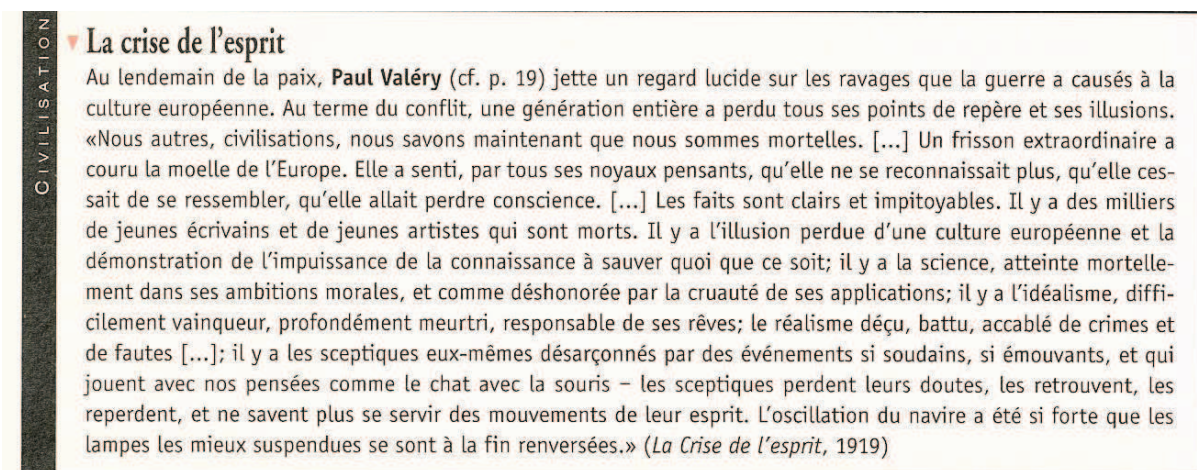 CIVILISATION
La crise de l'esprit
Au lendemain de la paix, Paul Valéry (cf. p. 19) jette un regard lucide sur les ravages que la guerre a causés à la
culture européenne. Au terme du conflit, une génération entière a perdu tous ses points de repère et ses illusions.
«Nous autres, civilisations, nous savons maintenant que nous sommes mortelles. [...] Un frisson extraordinaire a
couru la moelle de l'Europe. Elle a senti, par tous ses noyaux pensants, qu'elle ne se reconnaissait plus, qu'elle ces-
sait de se ressembler, qu'elle allait perdre conscience. [...] Les faits sont clairs et impitoyables. Il y a des milliers
de jeunes écrivains et de jeunes artistes qui sont morts. Il y a l'illusion perdue d'une culture européenne et la
démonstration de l'impuissance de la connaissance à sauver quoi que ce soit; il y a la science, atteinte mortelle-
ment dans ses ambitions morales, et comme déshonorée par la cruauté de ses applications; il y a l'idéalisme, diffi-
cilement vainqueur, profondément meurtri, responsable de ses rêves; le réalisme déçu, battu, accablé de crimes et
de fautes [...]; il y a les sceptiques eux-mêmes désarçonnés par des événements si soudains, si émouvants, et qui
jouent avec nos pensées comme le chat avec la souris – les sceptiques perdent leurs doutes, les retrouvent, les
reperdent, et ne savent plus se servir des mouvements de leur esprit. L'oscillation du navire a été si forte que les
lampes les mieux suspendues se sont à la fin renversées.» (La Crise de l'esprit, 1919)